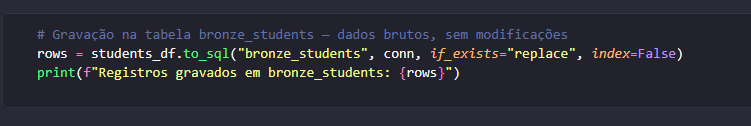 # Gravação na tabela bronze_students — dados brutos, sem modificações
rows = students_df.to_sql("bronze_students", conn, if_exists="replace", index=False)
print(f"Registros gravados em bronze_students: {rows}")